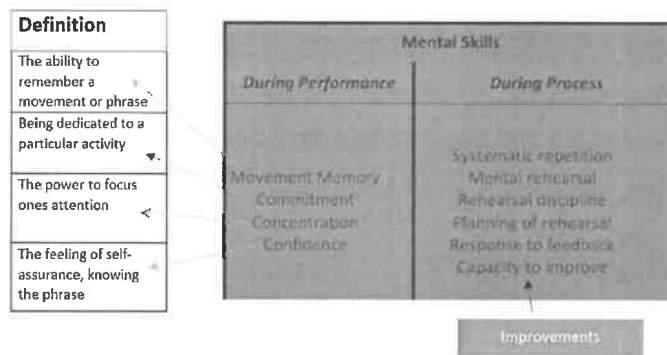 Definition
The ability to
remember a
movement or phrase
Being dedicated to a
particular activity
The power to focus
ones attention
The feeling of self-
assurance, knowing
the phrase
Mental Skills
During Performance
During Process
Movement Memory
Commitment
Concentration
Confidence
Systematic repetition
Mental rehearsal
Rehearsal discipline
Planning of rehearsal
Response to feedback
Capacity to improve
Improvements